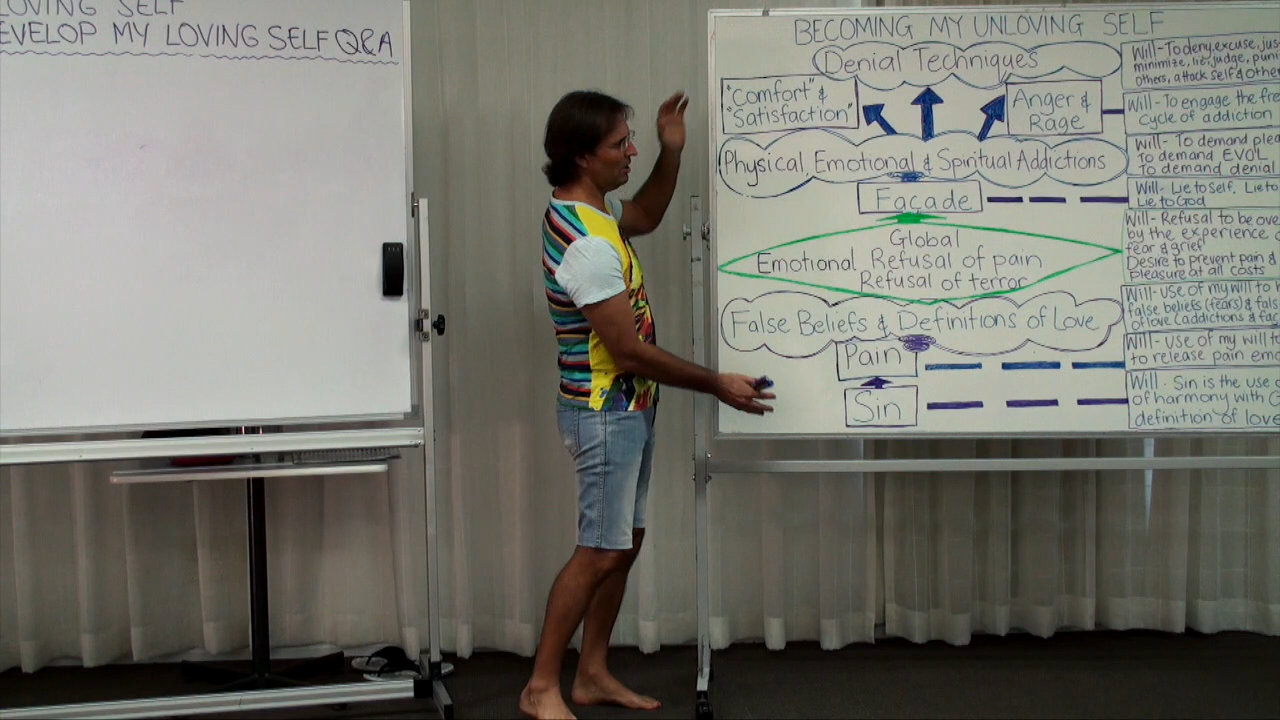 LOVING SELF
EVELOP MY LOVING SELF Q&A
BECOMING MY UNLOVING SELF
Denial Techniques
"Comfort" &
"Satisfaction"
Anger &
Rage
Physical, Emotional & Spiritual Addictions
Façade
Global
Emotional Refusal of pain
Refusal of terror
False Beliefs & Definitions of Love
Pain
Sin
Will - To deny, excuse, jus
minimize, lie, judge, puni
others, attack self & other
Will - To engage the fre
cycle of addiction
Will - To demand ple
To demand EVOL
To demand denial
Will - Lie to Self, Lie to
Lie to God
Will - Refusal to be ove
by the experience o
fear & grief
Desire to prevent pain &
pleasure at all costs
Will - Use of my will to
false beliefs (fears) & fals
of love (addictions & fac
Will - Use of my will to
to release pain emo
Will - Sin is the use o
of harmony with G
definition of love